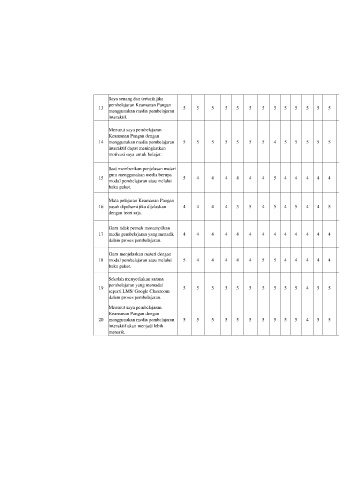 13 Saya senang dan tertarik jika
pembelajaran Keamanan Pangan
menggunakan media pembelajaran
interaktif. 5 5 5 5 5 5 5 5 5 5 5 5 5
14 Menurut saya pembelajaran
Keamanan Pangan dengan
menggunakan media pembelajaran
interaktif dapat meningkatkan
motivasi saya untuk belajar. 5 5 5 5 5 5 5 4 5 5 5 5 5
15 Saat memberikan penjelasan materi
guru menggunakan media berupa
modul pembelajaran atau melalui
buku paket. 5 4 4 4 4 4 4 5 4 4 4 4 4
16 Mata pelajaran Keamanan Pangan
mudah dipahami jika dijelaskan
dengan teori saja. 4 4 4 4 3 5 4 5 4 4 3 4 5
17 Guru tidak pernah menampilkan
media pembelajaran yang menarik
dalam proses pembelajaran. 4 4 4 4 4 4 4 4 4 4 4 4 4
18 Guru menjelaskan materi dengan
modul pembelajaran atau melalui
buku paket. 5 4 4 4 4 4 5 5 4 4 4 4 4
19 Sekolah menyediakan sarana
pembelajaran yang memadai
seperti LMS/ Google Classroom
dalam proses pembelajaran. 5 5 5 5 5 5 5 5 5 5 4 5 5
20 Menurut saya pembelajaran
Keamanan Pangan dengan
menggunakan media pembelajaran
interaktif akan menjadi lebih
menarik. 5 5 5 5 5 5 5 5 5 5 4 5 5